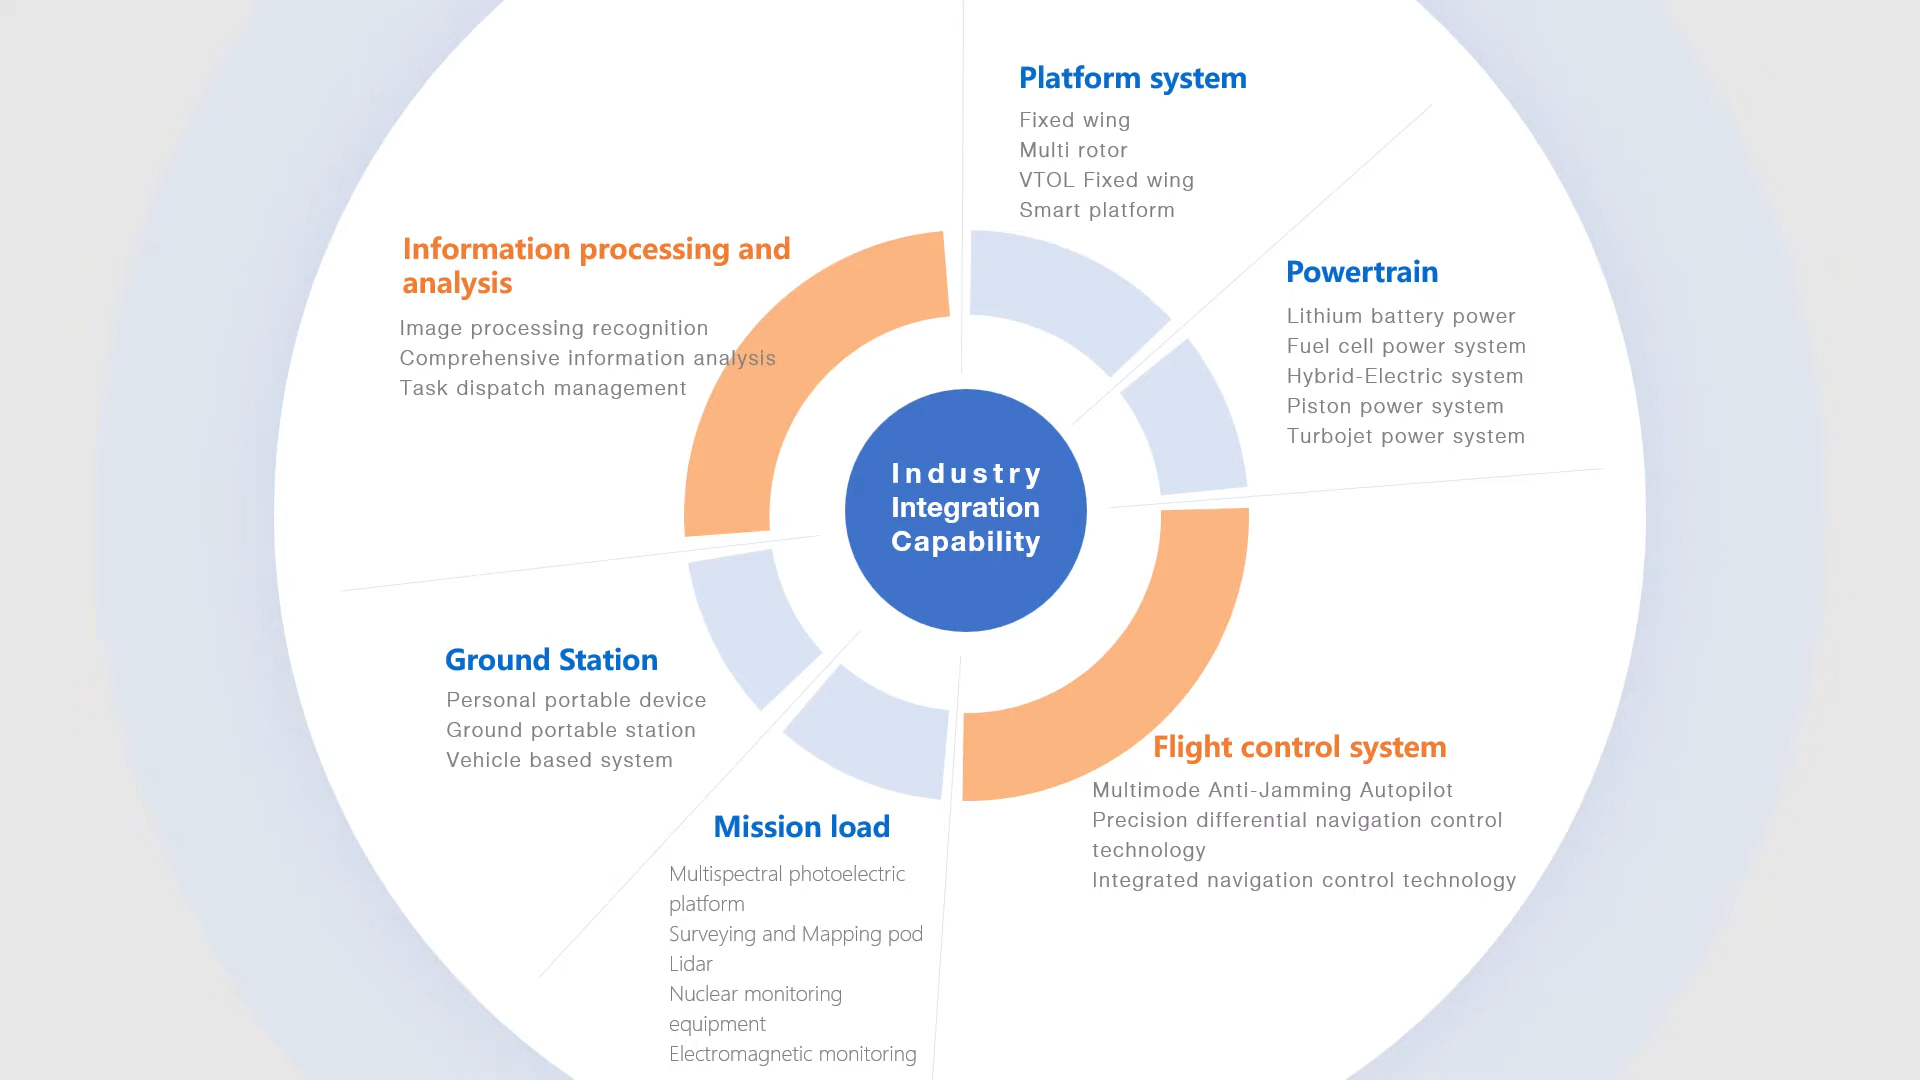 Platform system
Fixed wing
Multi rotor
VTOL Fixed wing
Smart platform
Powertrain
Lithium battery power
Fuel cell power system
Hybrid-Electric system
Piston power system
Turbojet power system
Information processing and
analysis
Image processing recognition
Comprehensive information analysis
Task dispatch management
Industry
Integration
Capability
Ground Station
Personal portable device
Ground portable station
Vehicle based system
Flight control system
Multimode Anti-Jamming Autopilot
Precision differential navigation control
technology
Integrated navigation control technology
Mission load
Multispectral photoelectric
platform
Surveying and Mapping pod
Lidar
Nuclear monitoring
equipment
Electromagnetic monitoring